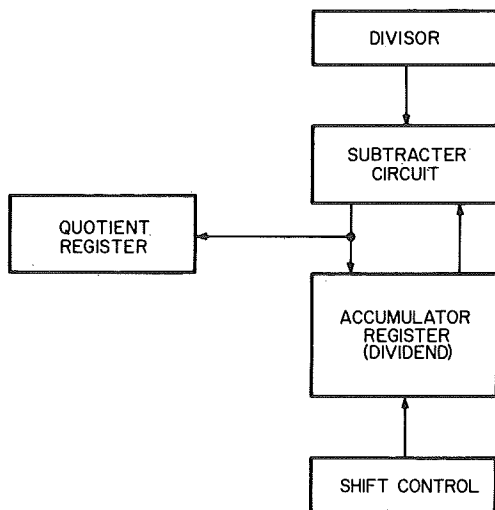 DIVISOR
SUBTRACTER
CIRCUIT
QUOTIENT
REGISTER
ACCUMULATOR
REGISTER
(DIVIDEND)
SHIFT CONTROL